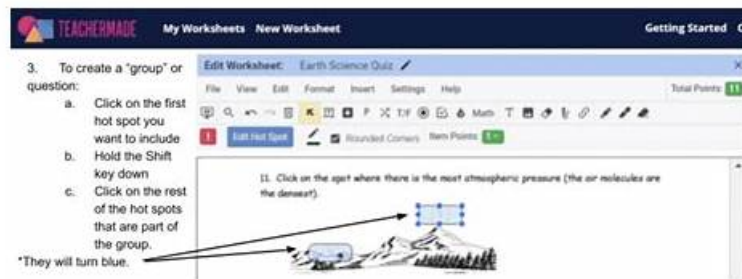 TEACHERMADE My Worksheets New Worksheet Getting Started
3. To create a "group" or question:
a. Click on the first hot spot you want to include
b. Hold the Shift key down
c. Click on the rest of the hot spots that are part of the group.
*They will turn blue.
Edit Worksheet: Earth Science Quiz
File View Edit Format Insert Settings Help Total Points: 11
T/F Math T
Edit Hot Spot Rounded Corners Item Points: 1
11. Click on the spot where there is the most atmospheric pressure (the air molecules are
the densest).